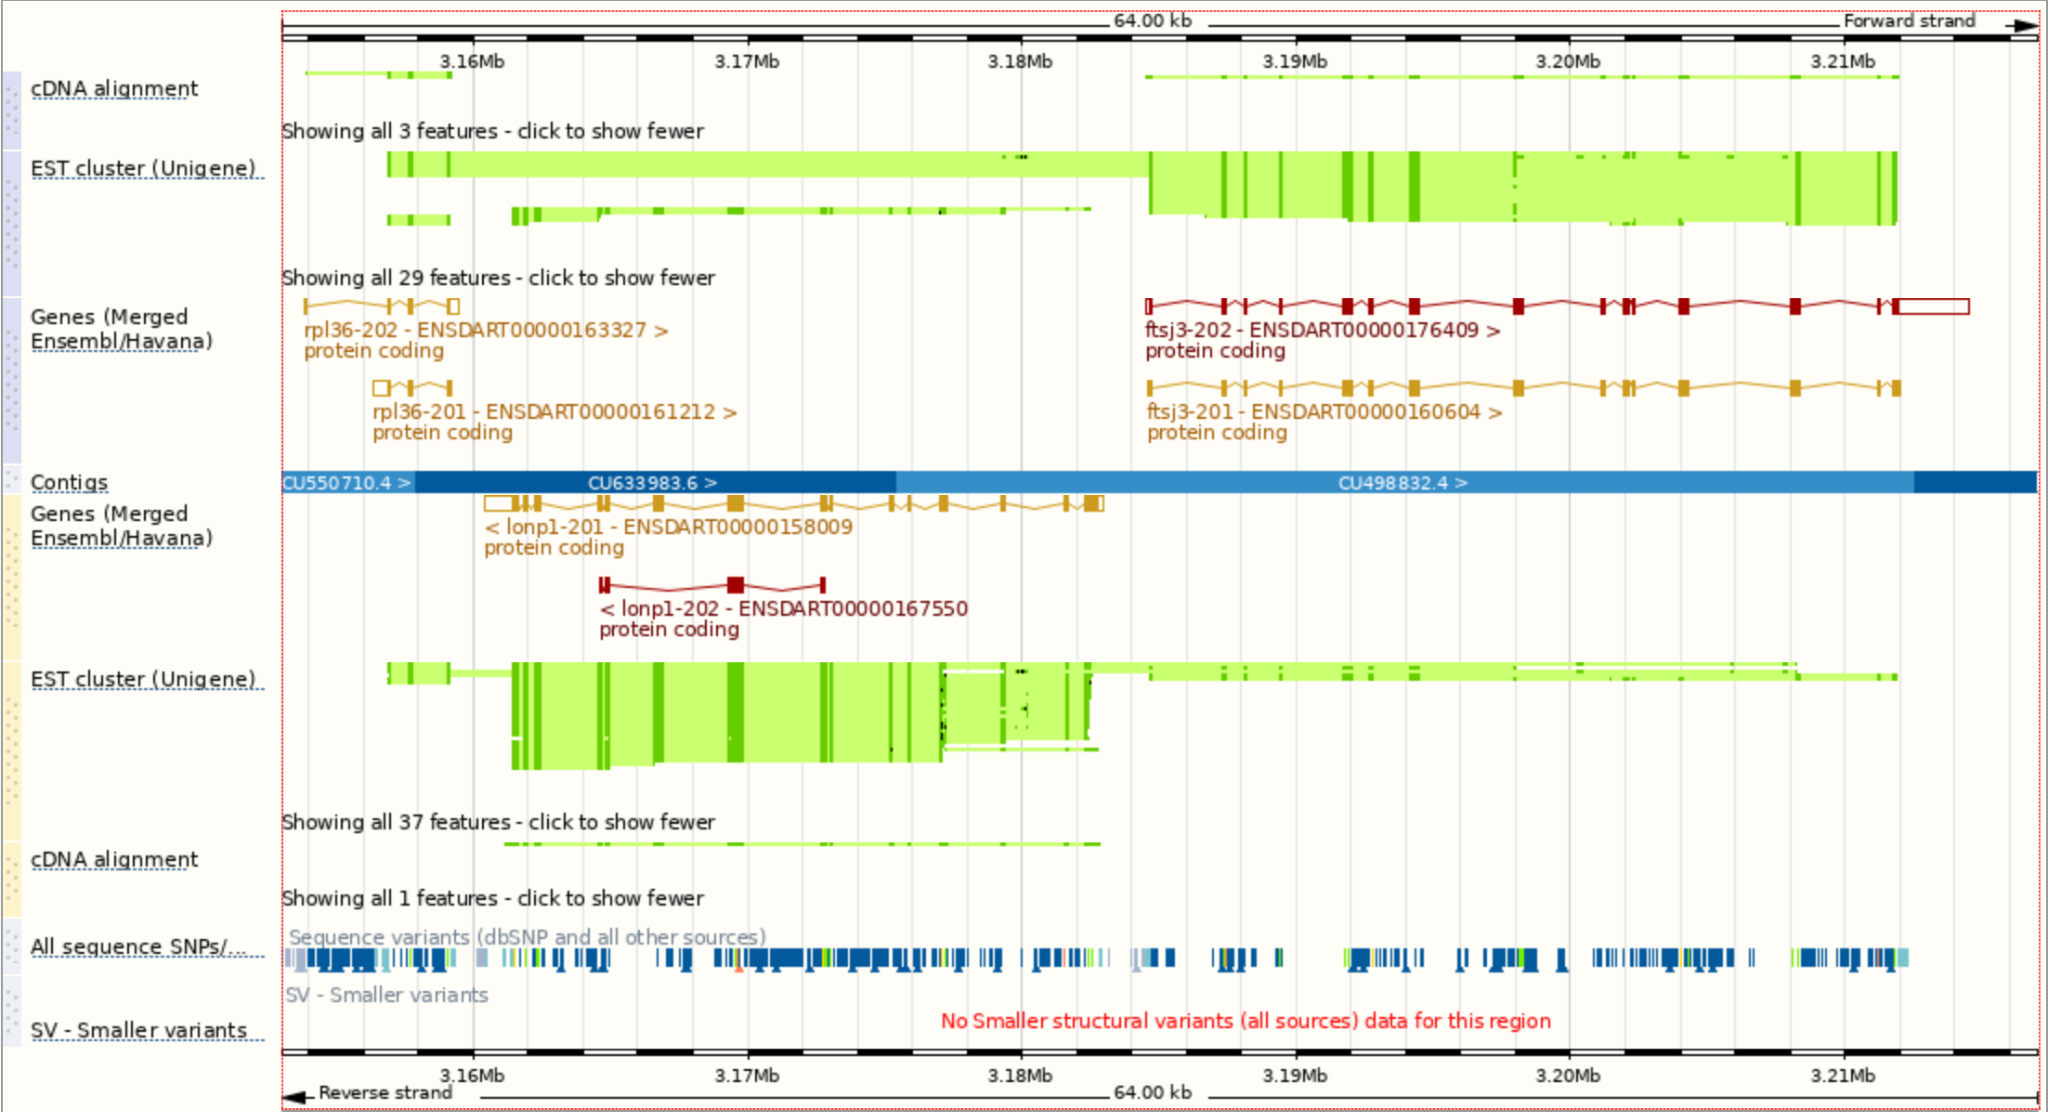 64.00 kb Forward strand
3.16Mb 3.17Mb 3.18Mb 3.19Mb 3.20Mb 3.21Mb
cDNA alignment
Showing all 3 features - click to show fewer
EST cluster (Unigene)
Showing all 29 features - click to show fewer
Genes (Merged
Ensembl/Havana)
rpl36-202 - ENSDART00000163327 > ftsj3-202 - ENSDART00000176409 >
protein coding protein coding
rpl36-201 - ENSDART00000161212 > ftsj3-201 - ENSDART00000160604 >
protein coding protein coding
Contigs CU550710.4 > CU633983.6 > CU498832.4 >
Genes (Merged
Ensembl/Havana)
< lonp1-201 - ENSDART00000158009
protein coding
< lonp1-202 - ENSDART00000167550
protein coding
EST cluster (Unigene)
Showing all 37 features - click to show fewer
cDNA alignment
Showing all 1 features - click to show fewer
Sequence variants (dbSNP and all other sources)
All sequence SNPs/...
SV - Smaller variants
No Smaller structural variants (all sources) data for this region
SV - Smaller variants
3.16Mb 3.17Mb 3.18Mb 3.19Mb 3.20Mb 3.21Mb
Reverse strand 64.00 kb